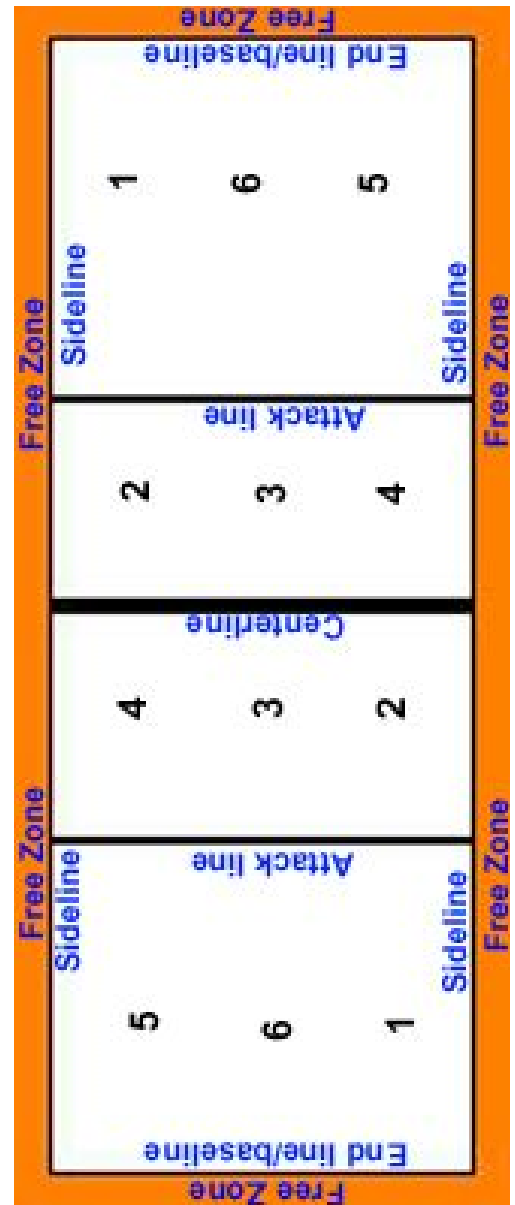 Free Zone
End line/baseline
1 6 5
Sideline Sideline
Free Zone Free Zone
Attack line
2 3 4
Centerline
4 3 2
Free Zone Free Zone
Attack line
Sideline Sideline
5 6 1
End line/baseline
Free Zone